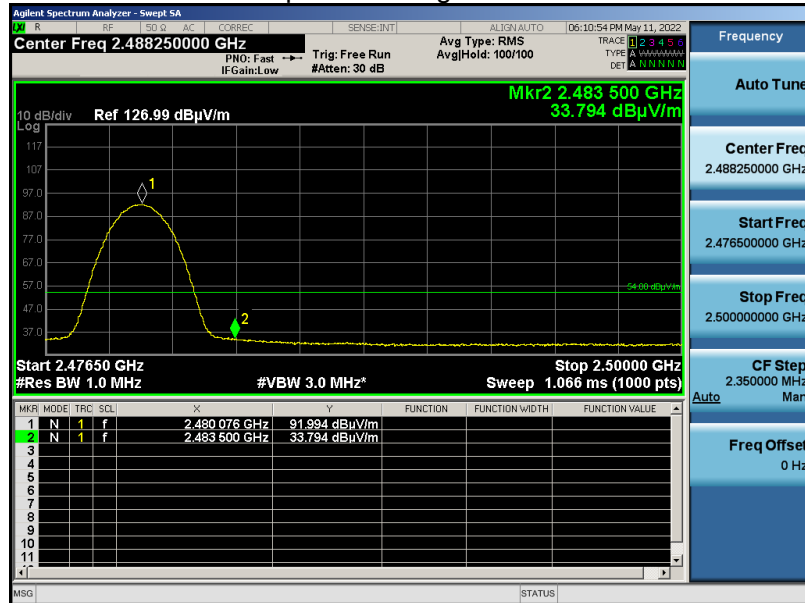 Agilent Spectrum Analyzer - Swept SA
LXI R RF 50 Ω AC CORREC SENSE:INT ALIGN AUTO 06:10:54 PM May 11, 2022
Center Freq 2.488250000 GHz
PNO: Fast
IFGain:Low
Trig: Free Run
#Atten: 30 dB
Avg Type: RMS
Avg|Hold: 100/100
TRACE 1 2 3 4 5 6
TYPE A WWWWW
DET A N N N N N
Mkr2 2.483 500 GHz
33.794 dBµV/m
10 dB/div Ref 126.99 dBµV/m
Log
117
107
97.0
87.0
77.0
67.0
57.0
47.0
37.0
1
2
54.00 dBµV/m
Start 2.47650 GHz Stop 2.50000 GHz
#Res BW 1.0 MHz #VBW 3.0 MHz* Sweep 1.066 ms (1000 pts)
MKR MODE TRC SCL X Y FUNCTION FUNCTION WIDTH FUNCTION VALUE
1 N 1 f 2.480 076 GHz 91.994 dBµV/m
2 N 1 f 2.483 500 GHz 33.794 dBµV/m
3
4
5
6
7
8
9
10
11
MSG STATUS
Frequency
Auto Tune
Center Freq
2.488250000 GHz
Start Freq
2.476500000 GHz
Stop Freq
2.500000000 GHz
CF Step
2.350000 MHz
Auto Man
Freq Offset
0 Hz